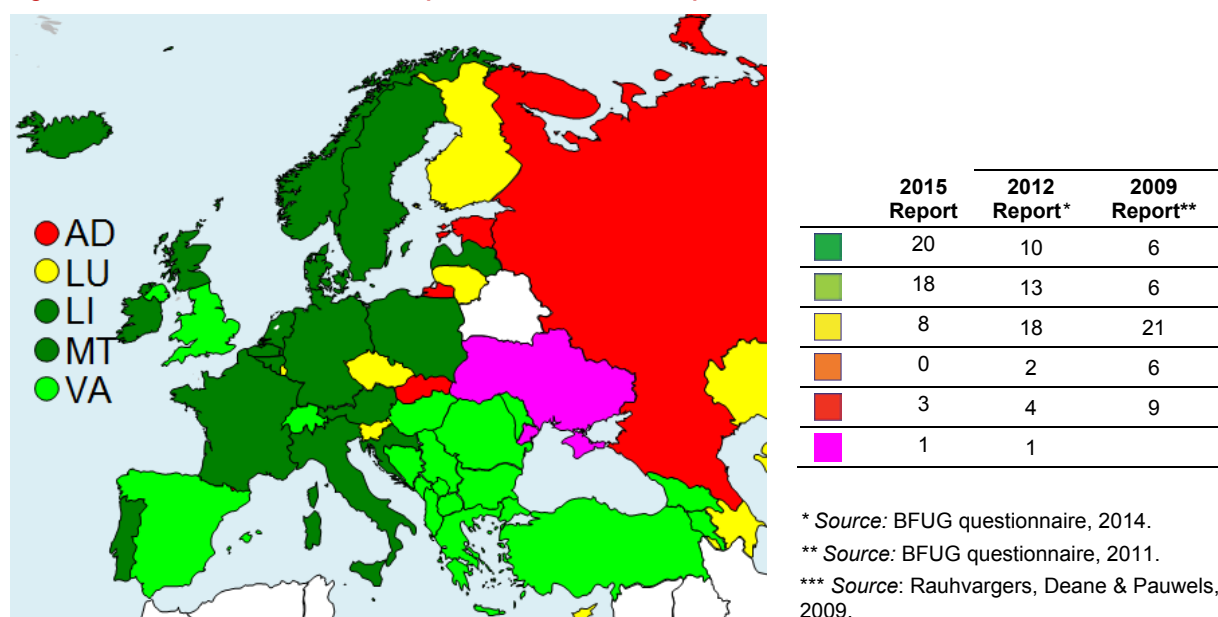 AD
LU
LI
MT
VA
2015 Report 2012 Report* 2009 Report**
20 10 6
18 13 6
8 18 21
0 2 6
3 4 9
1 1
* Source: BFUG questionnaire, 2014.
** Source: BFUG questionnaire, 2011.
*** Source: Rauhvargers, Deane & Pauwels,
2009.